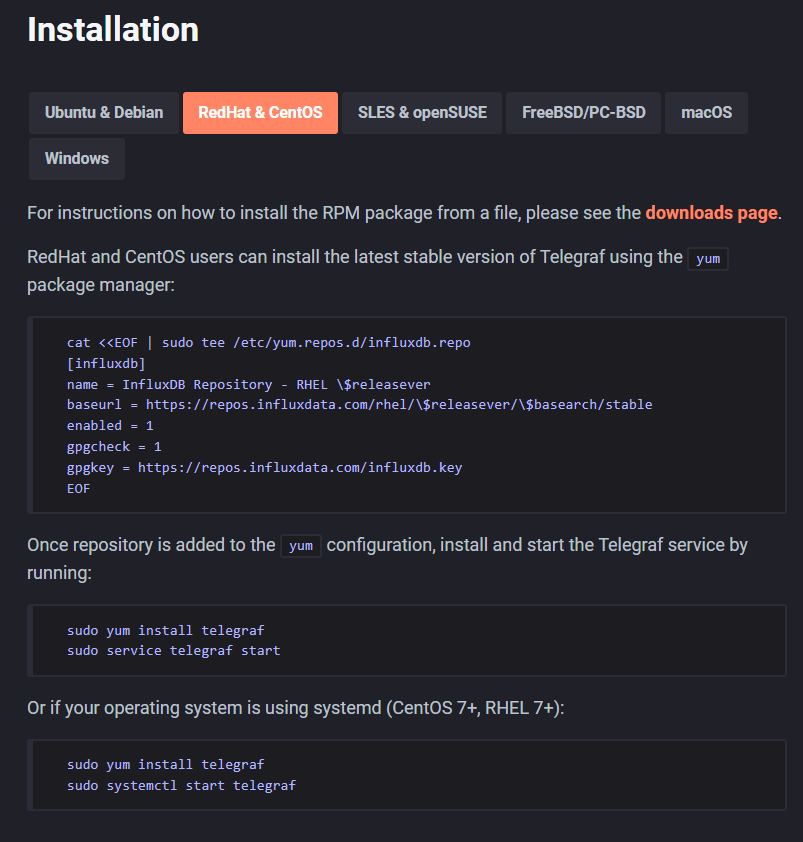 Installation
Ubuntu & Debian
RedHat & CentOS
SLES & openSUSE
FreeBSD/PC-BSD
macOS
Windows
For instructions on how to install the RPM package from a file, please see the downloads page.
RedHat and CentOS users can install the latest stable version of Telegraf using the yum
package manager:
cat <<EOF | sudo tee /etc/yum.repos.d/influxdb.repo
[influxdb]
name = InfluxDB Repository - RHEL \$releasever
baseurl = https://repos.influxdata.com/rhel/\$releasever/\$basearch/stable
enabled = 1
gpgcheck = 1
gpgkey = https://repos.influxdata.com/influxdb.key
EOF
Once repository is added to the yum configuration, install and start the Telegraf service by
running:
sudo yum install telegraf
sudo service telegraf start
Or if your operating system is using systemd (CentOS 7+, RHEL 7+):
sudo yum install telegraf
sudo systemctl start telegraf